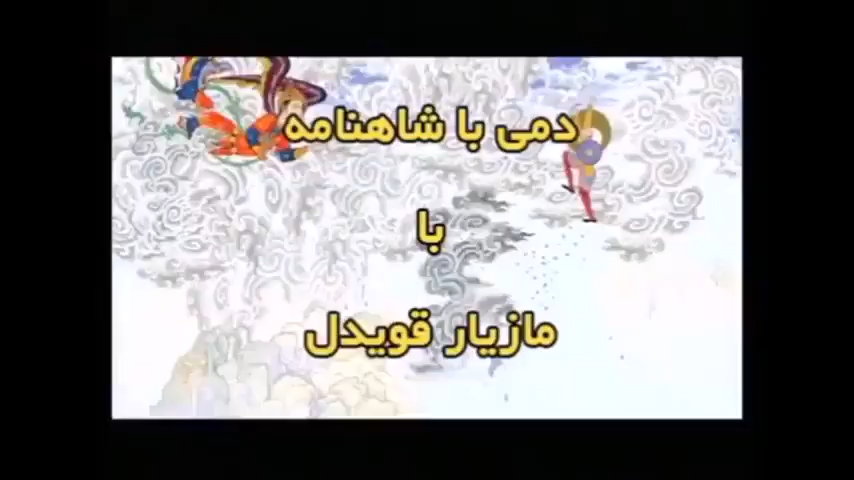 دمی با شاهنامه
با
مازیار قویدل